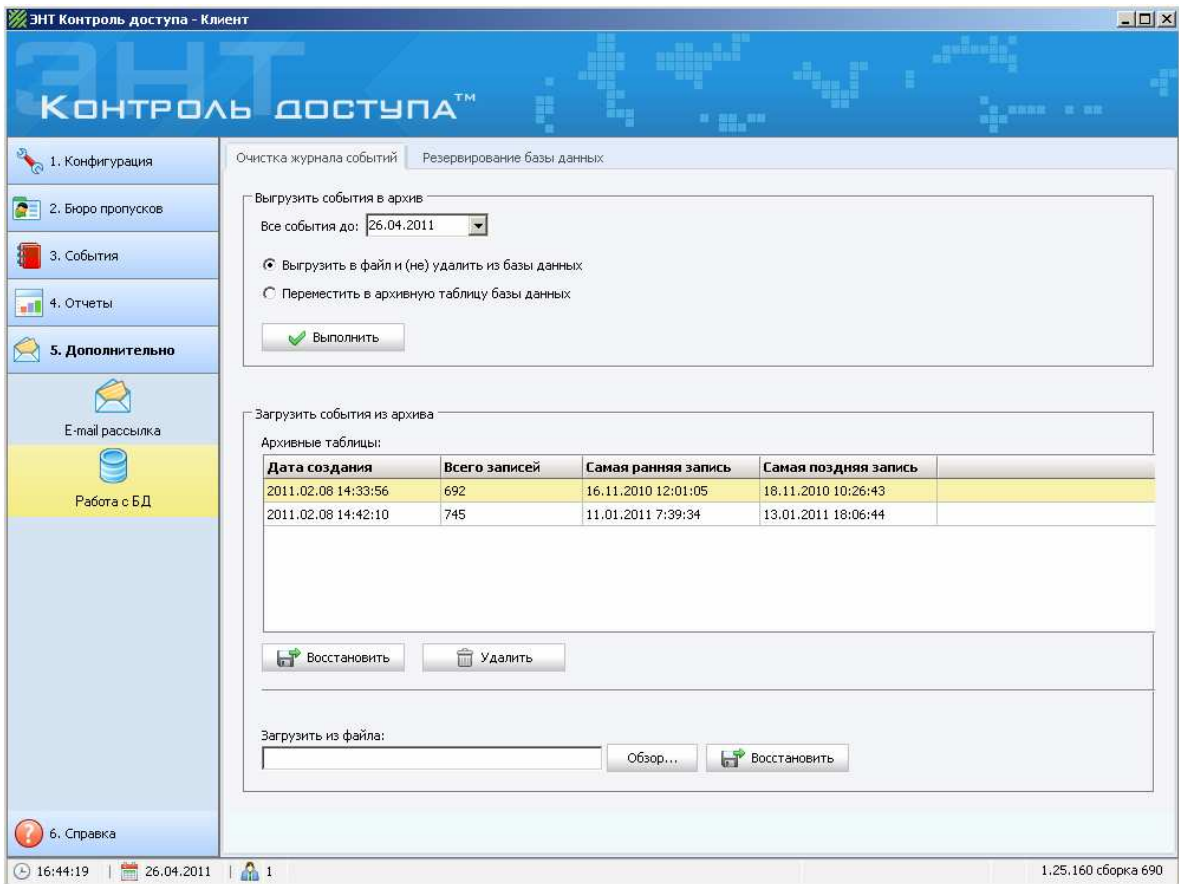 ЭНТ Контроль доступа - Клиент
ЭНТ
КОНТРОЛЬ ДОСТУПА™
1. Конфигурация
2. Бюро пропусков
3. События
4. Отчеты
5. Дополнительно
E-mail рассылка
Работа с БД
6. Справка
Очистка журнала событий
Резервирование базы данных
Выгрузить события в архив
Все события до: 26.04.2011
Выгрузить в файл и (не) удалить из базы данных
Переместить в архивную таблицу базы данных
Выполнить
Загрузить события из архива
Архивные таблицы:
Дата создания Всего записей Самая ранняя запись Самая поздняя запись
2011.02.08 14:33:56 692 16.11.2010 12:01:05 18.11.2010 10:26:43
2011.02.08 14:42:10 745 11.01.2011 7:39:34 13.01.2011 18:06:44
Восстановить Удалить
Загрузить из файла:
Обзор... Восстановить
16:44:19 | 26.04.2011 | 1 1.25.160 сборка 690